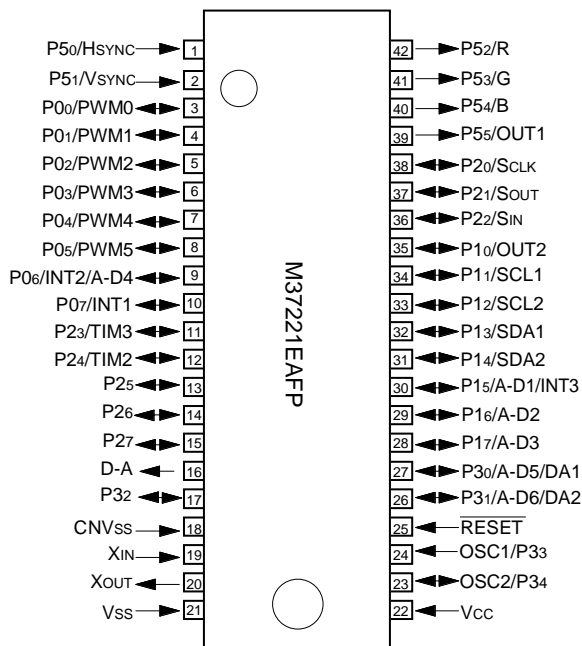 P50/HSYNC 1
P51/VSYNC 2
P00/PWM0 3
P01/PWM1 4
P02/PWM2 5
P03/PWM3 6
P04/PWM4 7
P05/PWM5 8
P06/INT2/A-D4 9
P07/INT1 10
P23/TIM3 11
P24/TIM2 12
P25 13
P26 14
P27 15
D-A 16
P32 17
CNVSS 18
XIN 19
XOUT 20
VSS 21
M37221EAFP
42 P52/R
41 P53/G
40 P54/B
39 P55/OUT1
38 P20/SCLK
37 P21/SOUT
36 P22/SIN
35 P10/OUT2
34 P11/SCL1
33 P12/SCL2
32 P13/SDA1
31 P14/SDA2
30 P15/A-D1/INT3
29 P16/A-D2
28 P17/A-D3
27 P30/A-D5/DA1
26 P31/A-D6/DA2
25 RESET
24 OSC1/P33
23 OSC2/P34
22 VCC